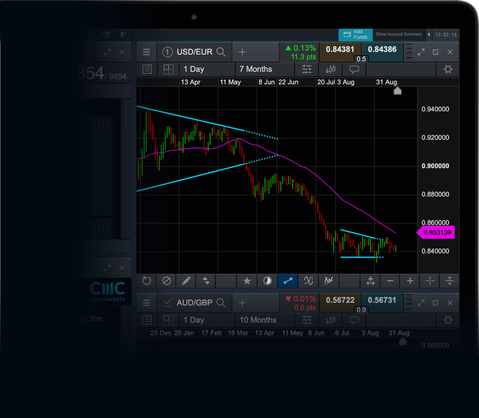 Add Funds
Show Account Summary
13 : 02 : 16
1 USD/EUR
0.13%
11.3 pts
0.84381
0.5
0.84386
854 / 9854
1 Day
7 Months
13 Apr 11 May 8 Jun 22 Jun 20 Jul 3 Aug 31 Aug
0.940000
0.920000
0.900000
0.880000
0.860000
0.853139
0.840000
CMC
markets
AUD/GBP
0.01%
0.6 pts
0.56722
0.9
0.56731
1 Day
10 Months
23 Dec 20 Jan 17 Feb 16 Mar 13 Apr 11 May 8 Jun 6 Jul 3 Aug 31 Aug
0.580000